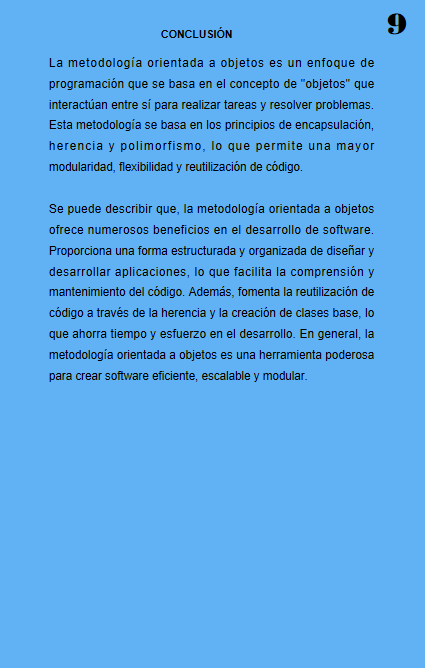 9
CONCLUSIÓN
La metodología orientada a objetos es un enfoque de
programación que se basa en el concepto de "objetos" que
interactúan entre sí para realizar tareas y resolver problemas.
Esta metodología se basa en los principios de encapsulación,
herencia y polimorfismo, lo que permite una mayor
modularidad, flexibilidad y reutilización de código.
Se puede describir que, la metodología orientada a objetos
ofrece numerosos beneficios en el desarrollo de software.
Proporciona una forma estructurada y organizada de diseñar y
desarrollar aplicaciones, lo que facilita la comprensión y
mantenimiento del código. Además, fomenta la reutilización de
código a través de la herencia y la creación de clases base, lo
que ahorra tiempo y esfuerzo en el desarrollo. En general, la
metodología orientada a objetos es una herramienta poderosa
para crear software eficiente, escalable y modular.